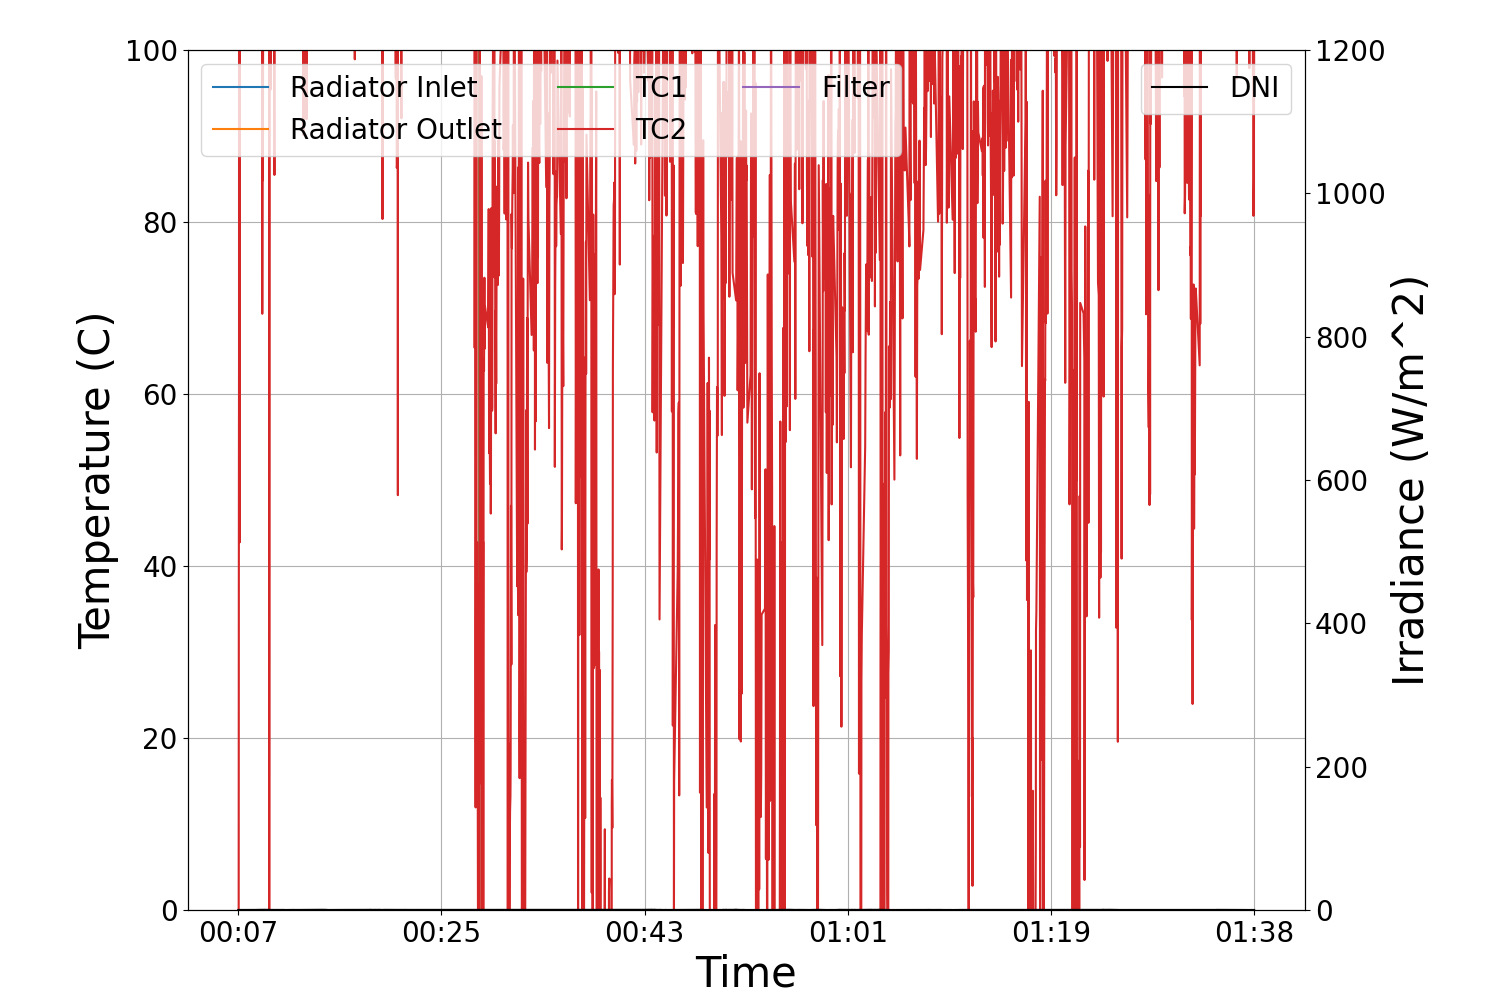 100
80
60
40
20
0
Temperature (C)
Radiator Inlet
Radiator Outlet
TC1
TC2
Filter
DNI
1200
1000
800
600
400
200
0
Irradiance (W/m^2)
00:07
00:25
00:43
01:01
01:19
01:38
Time